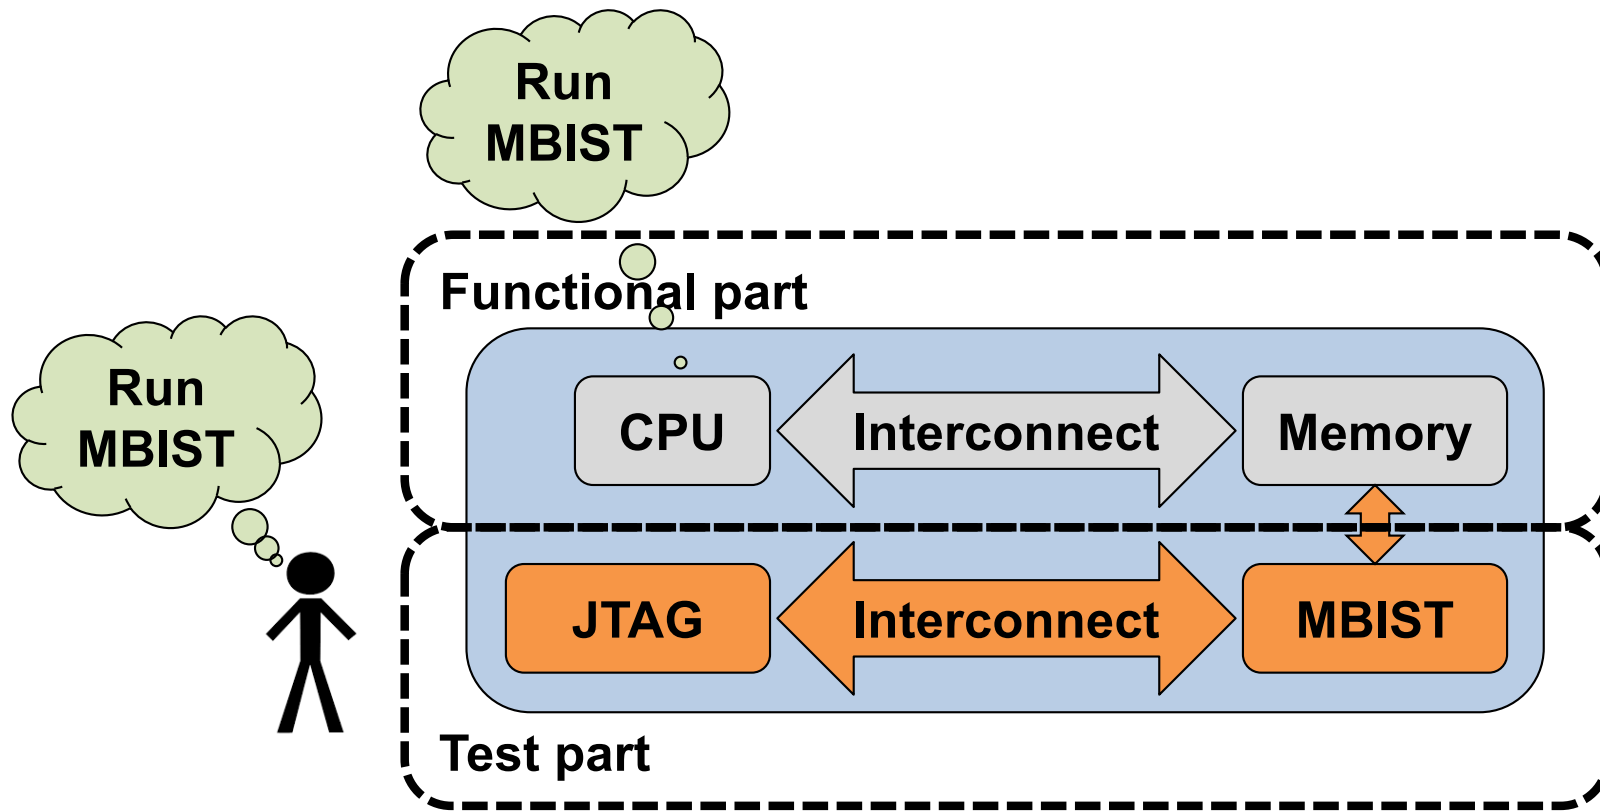 Run
MBIST
Functional part
Run
MBIST
CPU
Interconnect
Memory
JTAG
Interconnect
MBIST
Test part